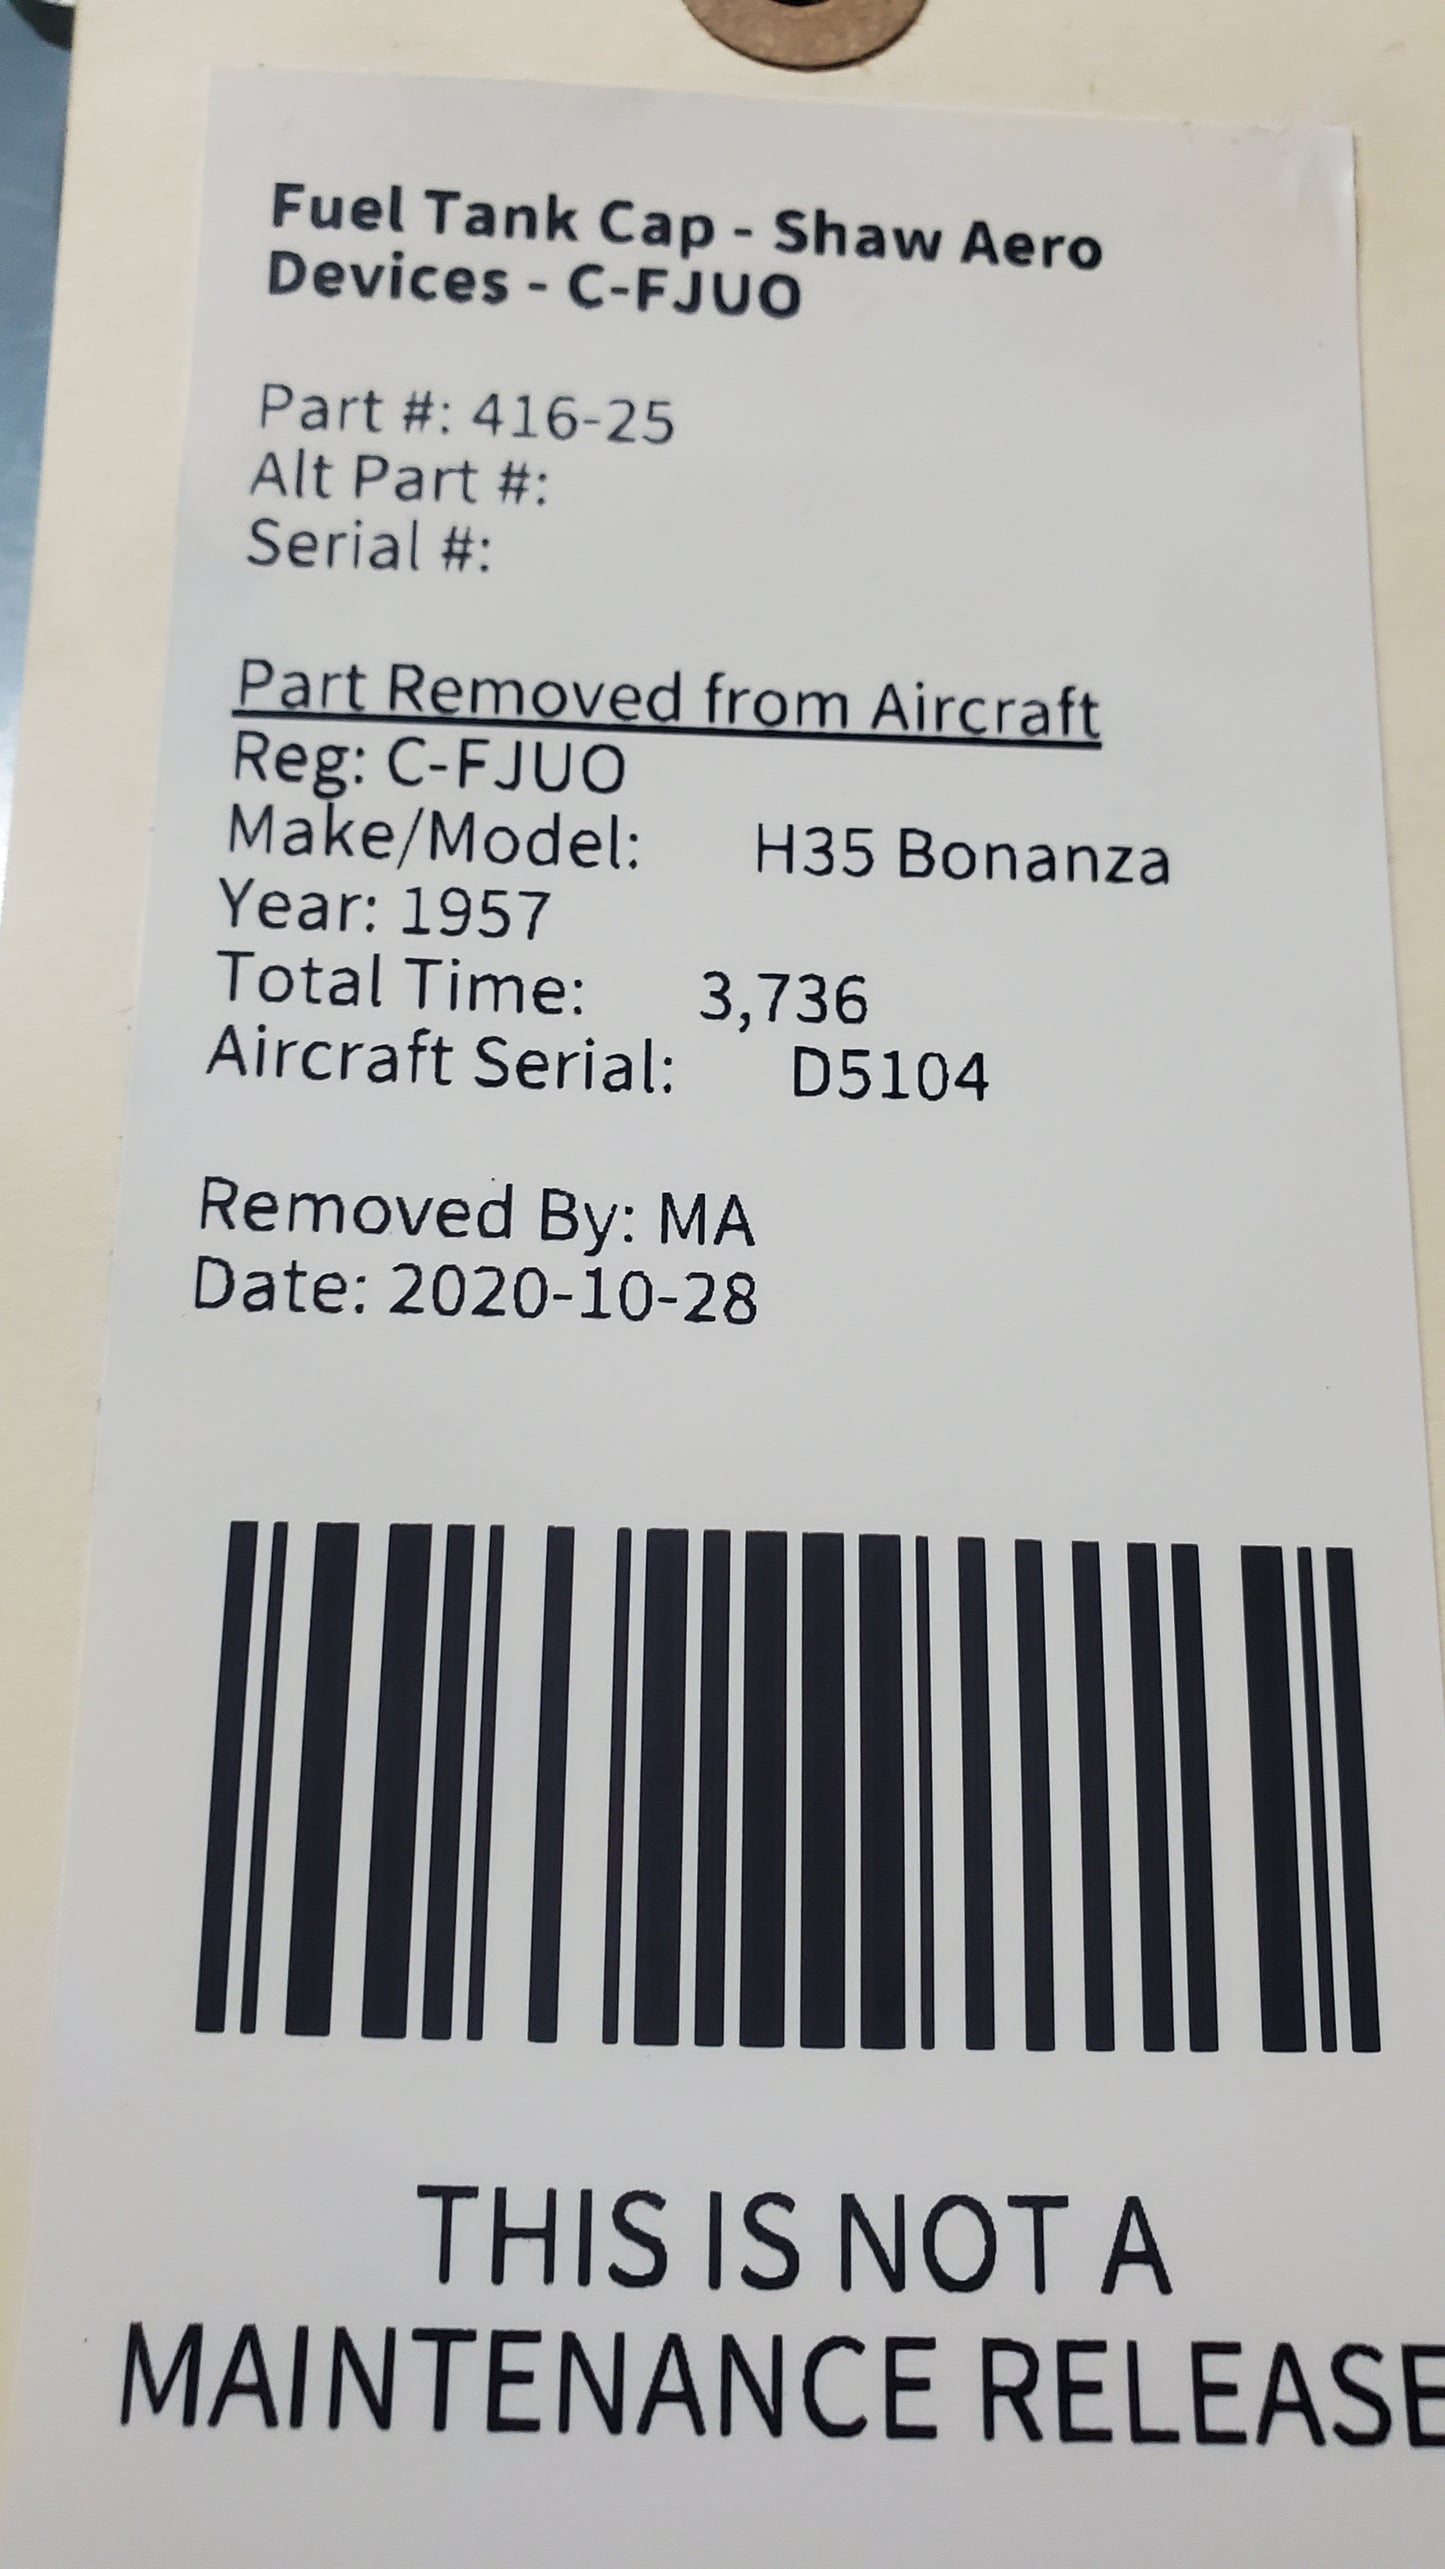 Fuel Tank Cap - Shaw Aero
Devices - C-FJUO
Part #: 416-25
Alt Part #:
Serial #:
Part Removed from Aircraft
Reg: C-FJUO
Make/Model: H35 Bonanza
Year: 1957
Total Time: 3,736
Aircraft Serial: D5104
Removed By: MA
Date: 2020-10-28
THIS IS NOT A
MAINTENANCE RELEASE